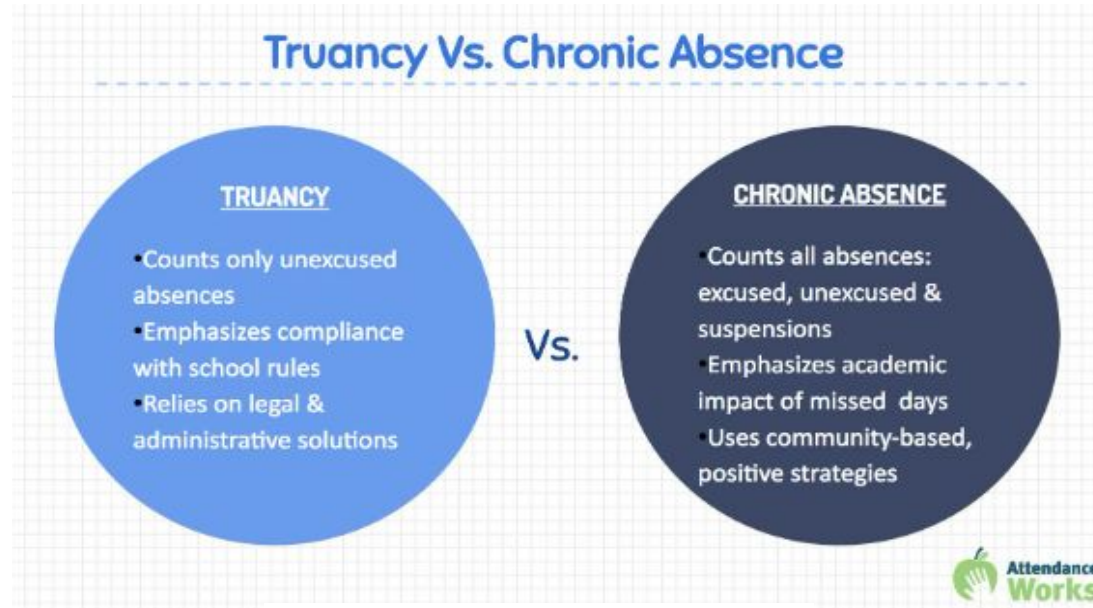 Truancy Vs. Chronic Absence
TRUANCY
•Counts only unexcused
absences
•Emphasizes compliance
with school rules
•Relies on legal &
administrative solutions
Vs.
CHRONIC ABSENCE
•Counts all absences:
excused, unexcused &
suspensions
•Emphasizes academic
impact of missed  days
•Uses community-based,
positive strategies
Attendance
Works